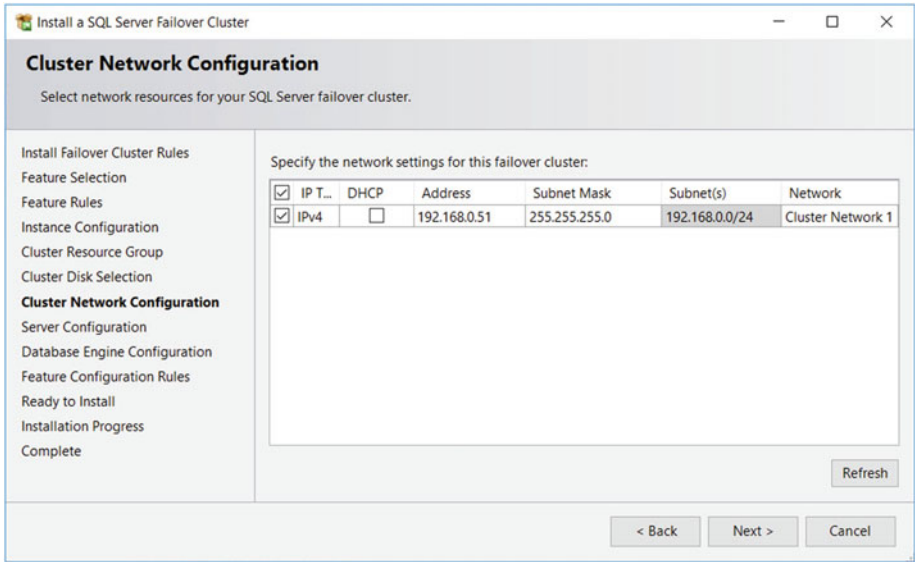 Install a SQL Server Failover Cluster
Cluster Network Configuration
Select network resources for your SQL Server failover cluster.
Install Failover Cluster Rules
Feature Selection
Feature Rules
Instance Configuration
Cluster Resource Group
Cluster Disk Selection
Cluster Network Configuration
Server Configuration
Database Engine Configuration
Feature Configuration Rules
Ready to Install
Installation Progress
Complete
Specify the network settings for this failover cluster:
IP T... DHCP Address Subnet Mask Subnet(s) Network
IPv4 192.168.0.51 255.255.255.0 192.168.0.0/24 Cluster Network 1
Refresh
< Back Next > Cancel